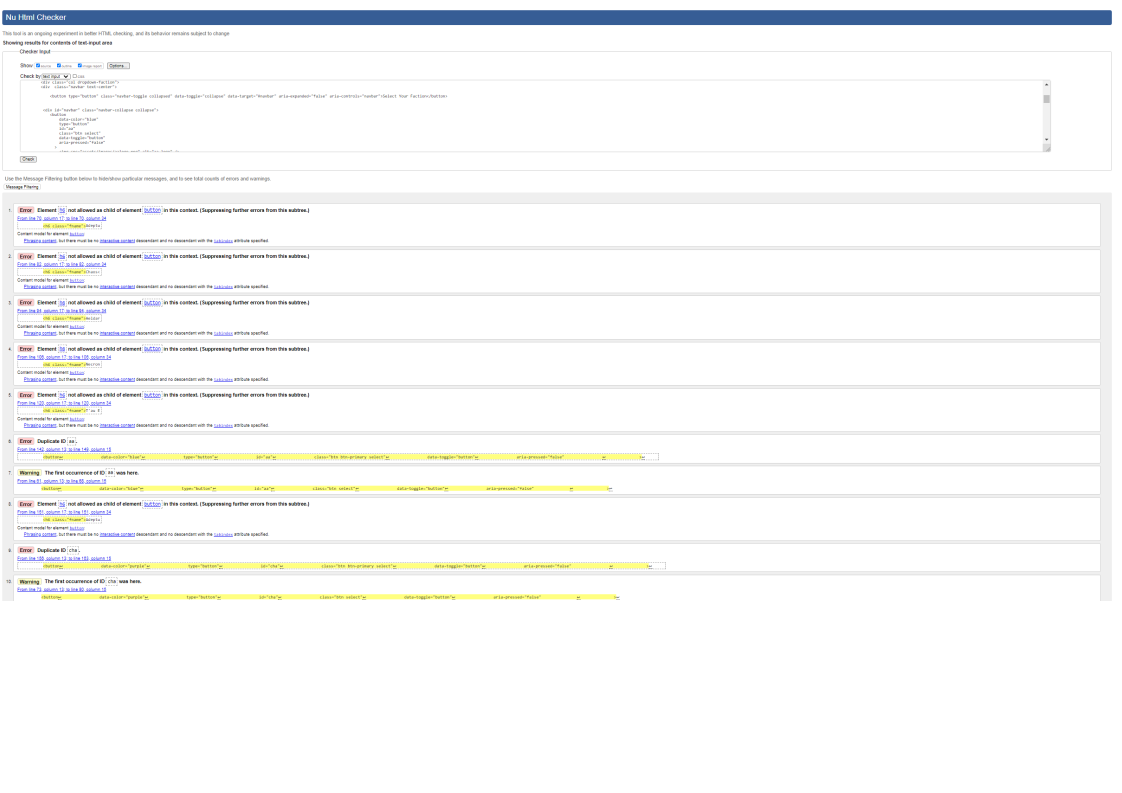 Nu Html Checker
This tool is an ongoing experiment in better HTML checking, and its behavior remains subject to change
Showing results for contents of text-input area
Checker Input
Show source outline image report Options...
Check by text input css
<div class="col dropdown-faction">
<div class="navbar text-center">
<button type="button" class="navbar-toggle collapsed" data-toggle="collapse" data-target="#navbar" aria-expanded="false" aria-controls="navbar">Select Your Faction</button>
<div id="navbar" class="navbar-collapse collapse">
<button
data-color="blue"
type="button"
id="aa"
class="btn select"
data-toggle="button"
aria-pressed="false"
>
Check
Use the Message Filtering button below to hide/show particular messages, and to see total counts of errors and warnings.
Message Filtering
1. Error Element h6 not allowed as child of element button in this context. (Suppressing further errors from this subtree.)
From line 70, column 17; to line 70, column 34
<h6 class="fname">Adeptu
Content model for element button:
Phrasing content, but there must be no interactive content descendant and no descendant with the tabindex attribute specified.
2. Error Element h6 not allowed as child of element button in this context. (Suppressing further errors from this subtree.)
From line 82, column 17; to line 82, column 34
<h6 class="fname">Chaos<
Content model for element button:
Phrasing content, but there must be no interactive content descendant and no descendant with the tabindex attribute specified.
3. Error Element h6 not allowed as child of element button in this context. (Suppressing further errors from this subtree.)
From line 94, column 17; to line 94, column 34
<h6 class="fname">Heldar
Content model for element button:
Phrasing content, but there must be no interactive content descendant and no descendant with the tabindex attribute specified.
4. Error Element h6 not allowed as child of element button in this context. (Suppressing further errors from this subtree.)
From line 106, column 17; to line 106, column 34
<h6 class="fname">Necron
Content model for element button:
Phrasing content, but there must be no interactive content descendant and no descendant with the tabindex attribute specified.
5. Error Element h6 not allowed as child of element button in this context. (Suppressing further errors from this subtree.)
From line 120, column 17; to line 120, column 34
<h6 class="fname">T'au E
Content model for element button:
Phrasing content, but there must be no interactive content descendant and no descendant with the tabindex attribute specified.
6. Error Duplicate ID aa.
From line 142, column 13; to line 149, column 15
<button↩ data-color="blue"↩ type="button"↩ id="aa"↩ class="btn btn-primary select"↩ data-toggle="button"↩ aria-pressed="false" ↩ >↩
7. Warning The first occurrence of ID aa was here.
From line 61, column 13; to line 68, column 15
<button↩ data-color="blue"↩ type="button"↩ id="aa"↩ class="btn select"↩ data-toggle="button"↩ aria-pressed="false" ↩ >↩
8. Error Element h6 not allowed as child of element button in this context. (Suppressing further errors from this subtree.)
From line 151, column 17; to line 151, column 34
<h6 class="fname">Adeptu
Content model for element button:
Phrasing content, but there must be no interactive content descendant and no descendant with the tabindex attribute specified.
9. Error Duplicate ID cha.
column 13; to line column 15
<button↩ data-color="purple"↩ type="button"↩ id="cha"↩ class="btn btn-primary select"↩ data-toggle="button"↩ aria-pressed="false" ↩ >↩
10. Warning The first occurrence of ID cha was here.
From line 73, column 13; to line 80, column 15
<button↩ data-color="purple"↩ type="button"↩ id="cha"↩ class="btn select"↩ data-toggle="button"↩ aria-pressed="false" ↩ >↩